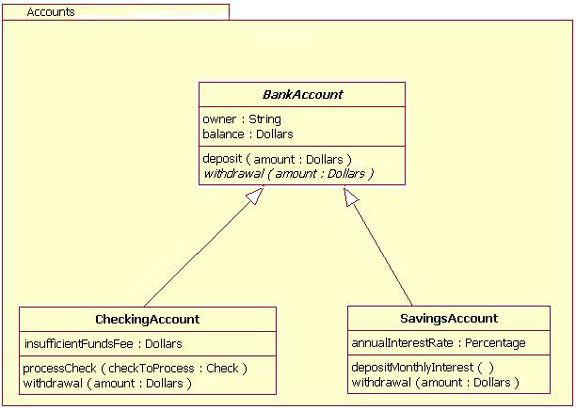 Accounts
BankAccount
owner : String
balance : Dollars
deposit ( amount : Dollars )
withdrawal ( amount : Dollars )
CheckingAccount
insufficientFundsFee : Dollars
processCheck ( checkToProcess : Check )
withdrawal ( amount : Dollars )
SavingsAccount
annualInterestRate : Percentage
depositMonthlyInterest ( )
withdrawal ( amount : Dollars )